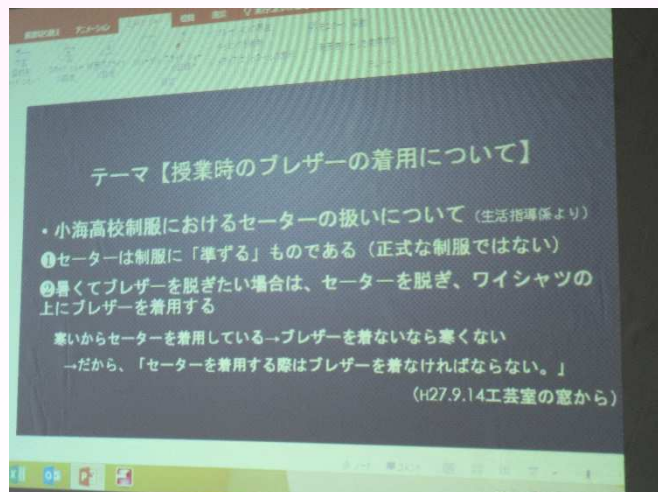 アニメーション
テーマ【授業時のブレザーの着用について】
・小海高校制服におけるセーターの扱いについて（生活指導係より）
❶セーターは制服に「準ずる」ものである（正式な制服ではない）
❷暑くてブレザーを脱ぎたい場合は、セーターを脱ぎ、ワイシャツの
上にブレザーを着用する
寒いからセーターを着用している→ブレザーを着ないなら寒くない
→だから、「セーターを着用する際はブレザーを着なければならない。」
（H27.9.14工芸室の窓から）